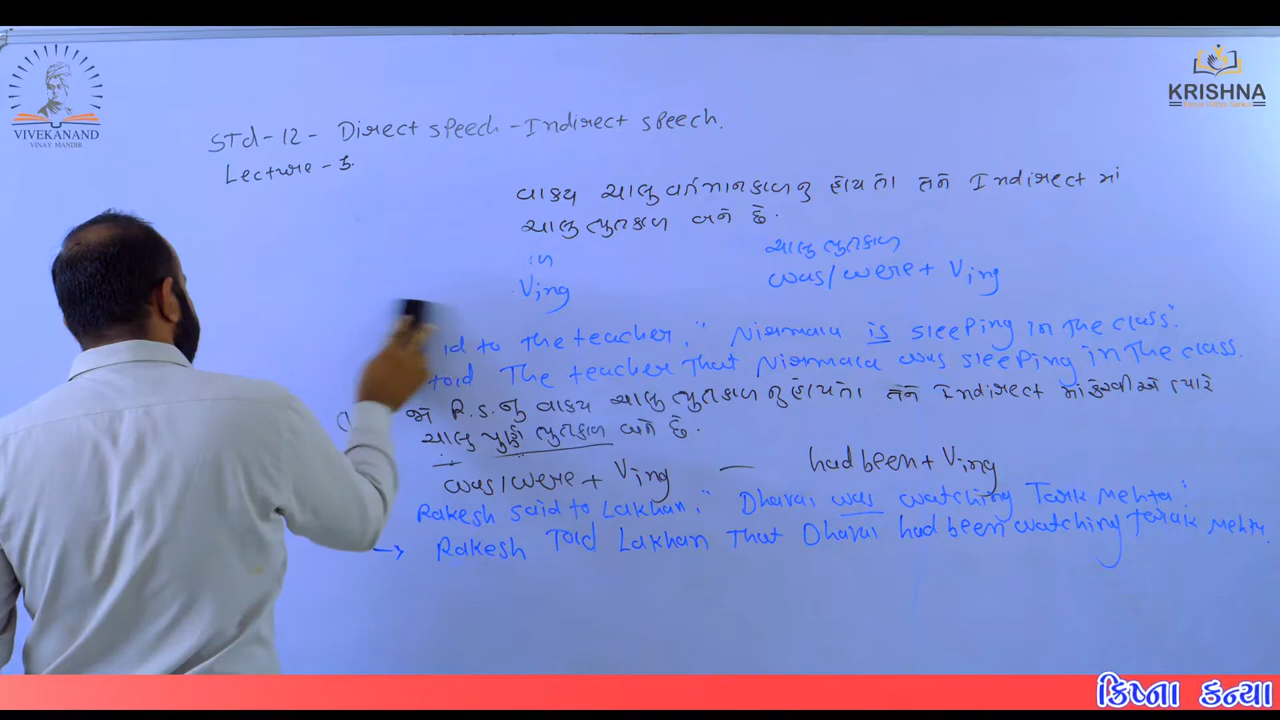 VIVEKANAND
VINAY MANDIR
KRISHNA
STd-12 - Direct speech - Indirect speech.
Lecture - 3.
વાક્ય ચાલુ વર્તમાનકાળનુ હોય તો તેને Indirect માં
ચાલુ ભૂતકાળ બને છે.
Ving
ચાલુ ભૂતકાળ
was/were + Ving
id to the teacher, " Nirmala is sleeping in the class".
told The teacher That Nirmala was sleeping in the class.
જો R.S.નુ વાક્ય ચાલુ ભૂતકાળનુ હોય તો તેને Indirect માં ફેરવીએ ત્યારે
ચાલુ પૂર્ણ ભૂતકાળ બને છે.
was/were + Ving — had been + Ving
Rakesh said to Lakhan, " Dhaval was watching Tarak Mehta".
→ Rakesh Told Lakhan That Dhaval had been watching Tarak Mehta.
ક્રિષ્ના કન્યા